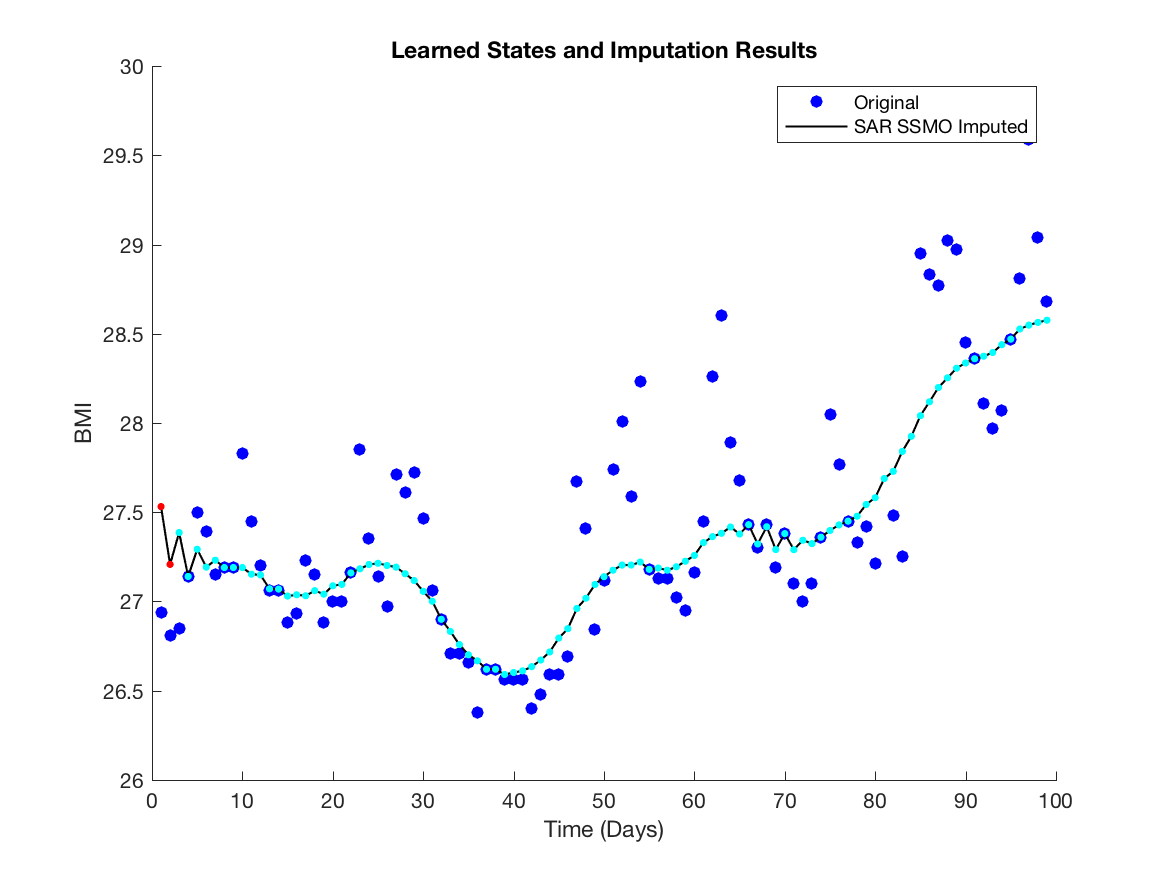 Learned States and Imputation Results
Original
SAR SSMO Imputed
30
29.5
29
28.5
28
27.5
27
26.5
26
BMI
0 10 20 30 40 50 60 70 80 90 100
Time (Days)